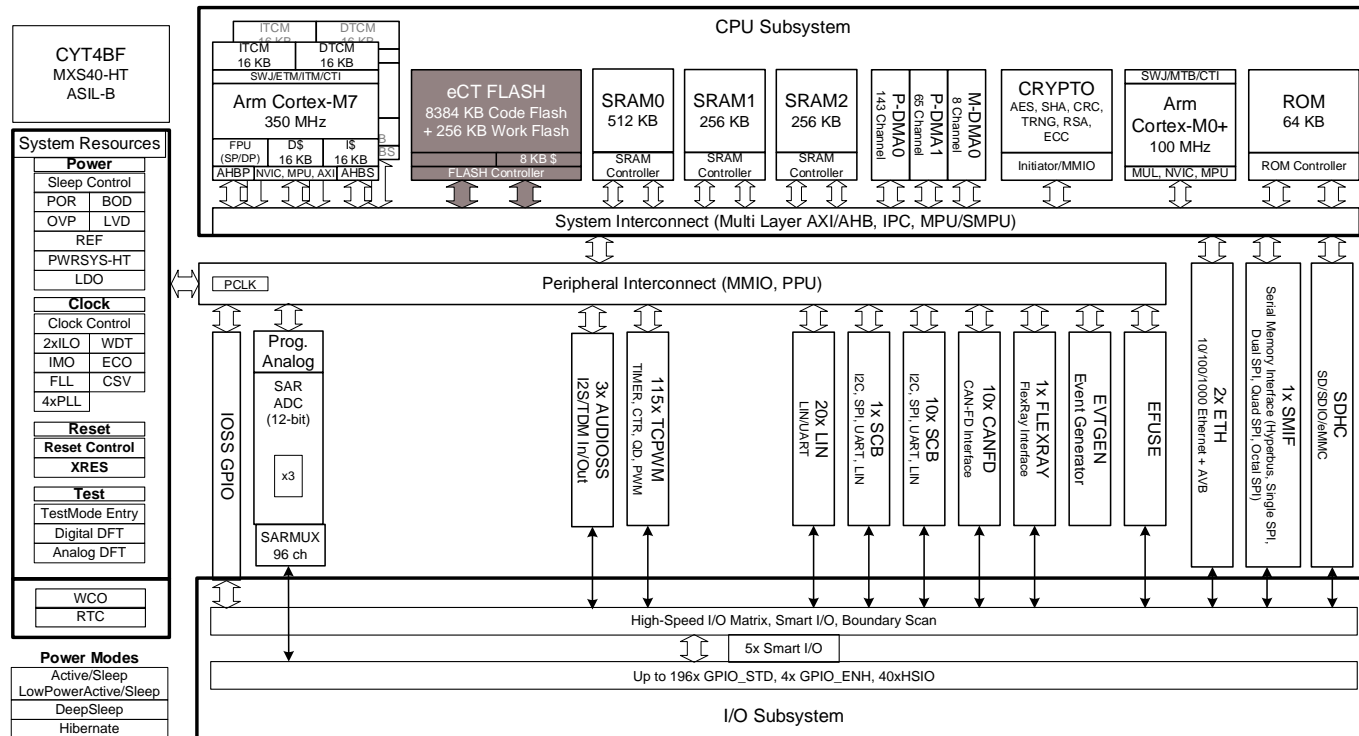 CYT4BF
MXS40-HT
ASIL-B
System Resources
Power
Sleep Control
POR BOD
OVP LVD
REF
PWRSYS-HT
LDO
Clock
Clock Control
2xILO WDT
IMO ECO
FLL CSV
4xPLL
Reset
Reset Control
XRES
Test
TestMode Entry
Digital DFT
Analog DFT
WCO
RTC
Power Modes
Active/Sleep
LowPowerActive/Sleep
DeepSleep
Hibernate
CPU Subsystem
ITCM DTCM
16 KB 16 KB
ITCM DTCM
16 KB 16 KB
SWJ/ETM/ITM/CTI
Arm Cortex-M7
350 MHz
FPU
(SP/DP)
D$
16 KB
I$
16 KB
AHBP NVIC, MPU, AXI AHBS
eCT FLASH
8384 KB Code Flash
+ 256 KB Work Flash
8 KB $
FLASH Controller
SRAM0
512 KB
SRAM
Controller
SRAM1
256 KB
SRAM
Controller
SRAM2
256 KB
SRAM
Controller
P-DMA0
143 Channel
P-DMA1
65 Channel
M-DMA0
8 Channel
CRYPTO
AES, SHA, CRC,
TRNG, RSA,
ECC
Initiator/MMIO
SWJ/MTB/CTI
Arm
Cortex-M0+
100 MHz
MUL, NVIC, MPU
ROM
64 KB
ROM Controller
System Interconnect (Multi Layer AXI/AHB, IPC, MPU/SMPU)
PCLK
Peripheral Interconnect (MMIO, PPU)
IOSS GPIO
Prog.
Analog
SAR
ADC
(12-bit)
x3
SARMUX
96 ch
3x AUDIOSS
I2S/TDM In/Out
115x TCPWM
TIMER, CTR, QD, PWM
20x LIN
LIN/UART
1x SCB
I2C, SPI, UART, LIN
10x SCB
I2C, SPI, UART, LIN
10x CANFD
CAN-FD Interface
1x FLEXRAY
FlexRay Interface
EVTGEN
Event Generator
EFUSE
2x ETH
10/100/1000 Ethernet + AVB
1x SMIF
Serial Memory Interface (Hyperbus, Single SPI,
Dual SPI, Quad SPI, Octal SPI)
SDHC
SD/SDIO/eMMC
High-Speed I/O Matrix, Smart I/O, Boundary Scan
5x Smart I/O
Up to 196x GPIO_STD, 4x GPIO_ENH, 40xHSIO
I/O Subsystem